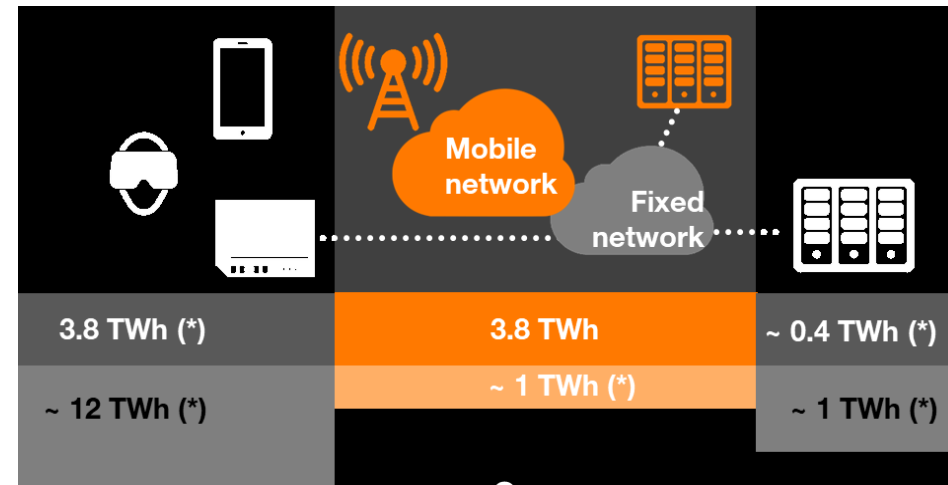 Mobile
network
Fixed
network
3.8 TWh (*)
3.8 TWh
~ 0.4 TWh (*)
~ 12 TWh (*)
~ 1 TWh (*)
~ 1 TWh (*)